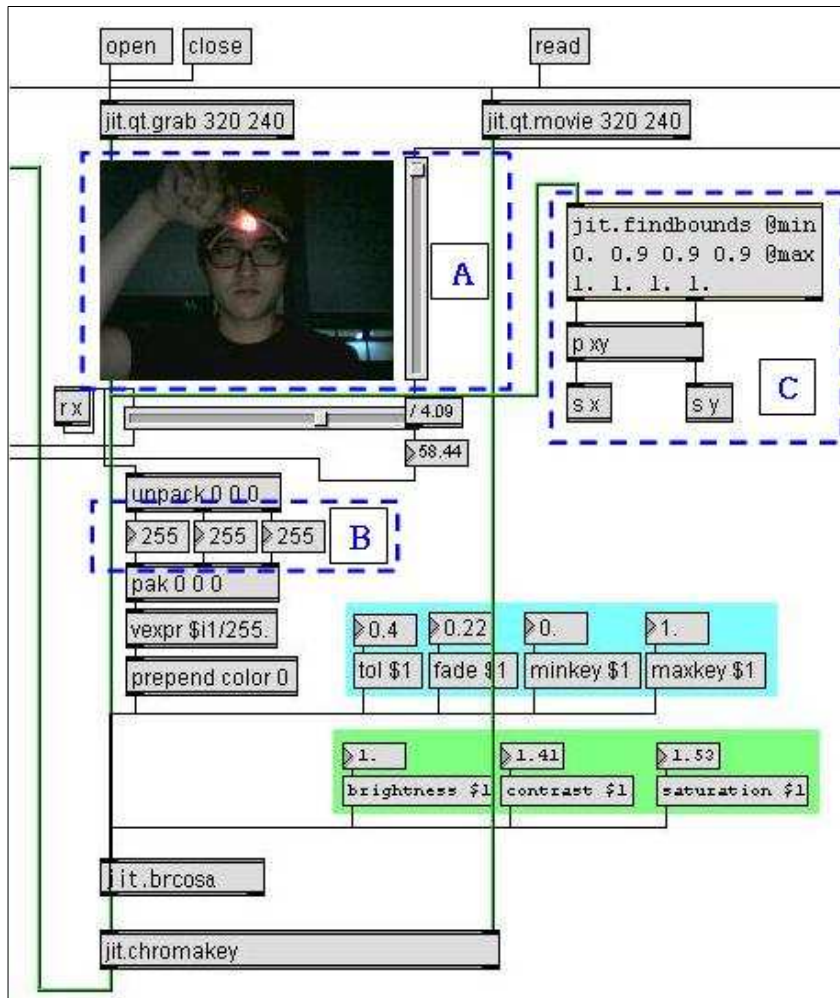 open
close
read
jit.qt.grab 320 240
jit.qt.movie 320 240
A
jit.findbounds @min
0. 0.9 0.9 0.9 @max
1. 1. 1. 1.
p xy
C
s x
s y
r x
/ 4.09
58.44
unpack 0 0 0
255
255
255
B
pak 0 0 0
vexpr $i1/255.
prepend color 0
0.4
0.22
0.
1.
tol $1
fade $1
minkey $1
maxkey $1
1.
1.41
1.53
brightness $1
contrast $1
saturation $1
jit.brcosa
jit.chromakey